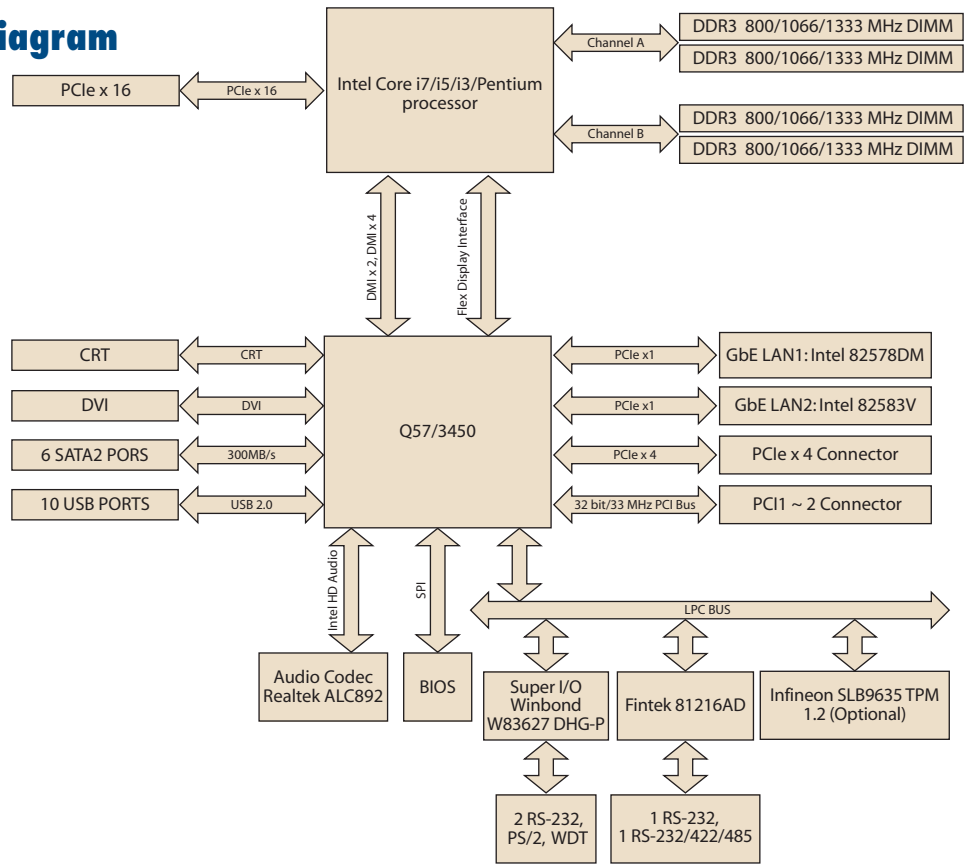 iagram
DDR3 800/1066/1333 MHz DIMM
Channel A
DDR3 800/1066/1333 MHz DIMM
PCIe x 16
PCIe x 16
Intel Core i7/i5/i3/Pentium
processor
DDR3 800/1066/1333 MHz DIMM
Channel B
DDR3 800/1066/1333 MHz DIMM
DMI x 2, DMI x 4
Flex Display Interface
CRT
CRT
PCIe x1
GbE LAN1: Intel 82578DM
DVI
DVI
PCIe x1
GbE LAN2: Intel 82583V
Q57/3450
6 SATA2 PORS
300MB/s
PCIe x 4
PCIe x 4 Connector
10 USB PORTS
USB 2.0
32 bit/33 MHz PCI Bus
PCI1 ~ 2 Connector
Intel HD Audio
SPI
LPC BUS
Audio Codec
Realtek ALC892
BIOS
Super I/O
Winbond
W83627 DHG-P
Fintek 81216AD
Infineon SLB9635 TPM
1.2 (Optional)
2 RS-232,
PS/2, WDT
1 RS-232,
1 RS-232/422/485